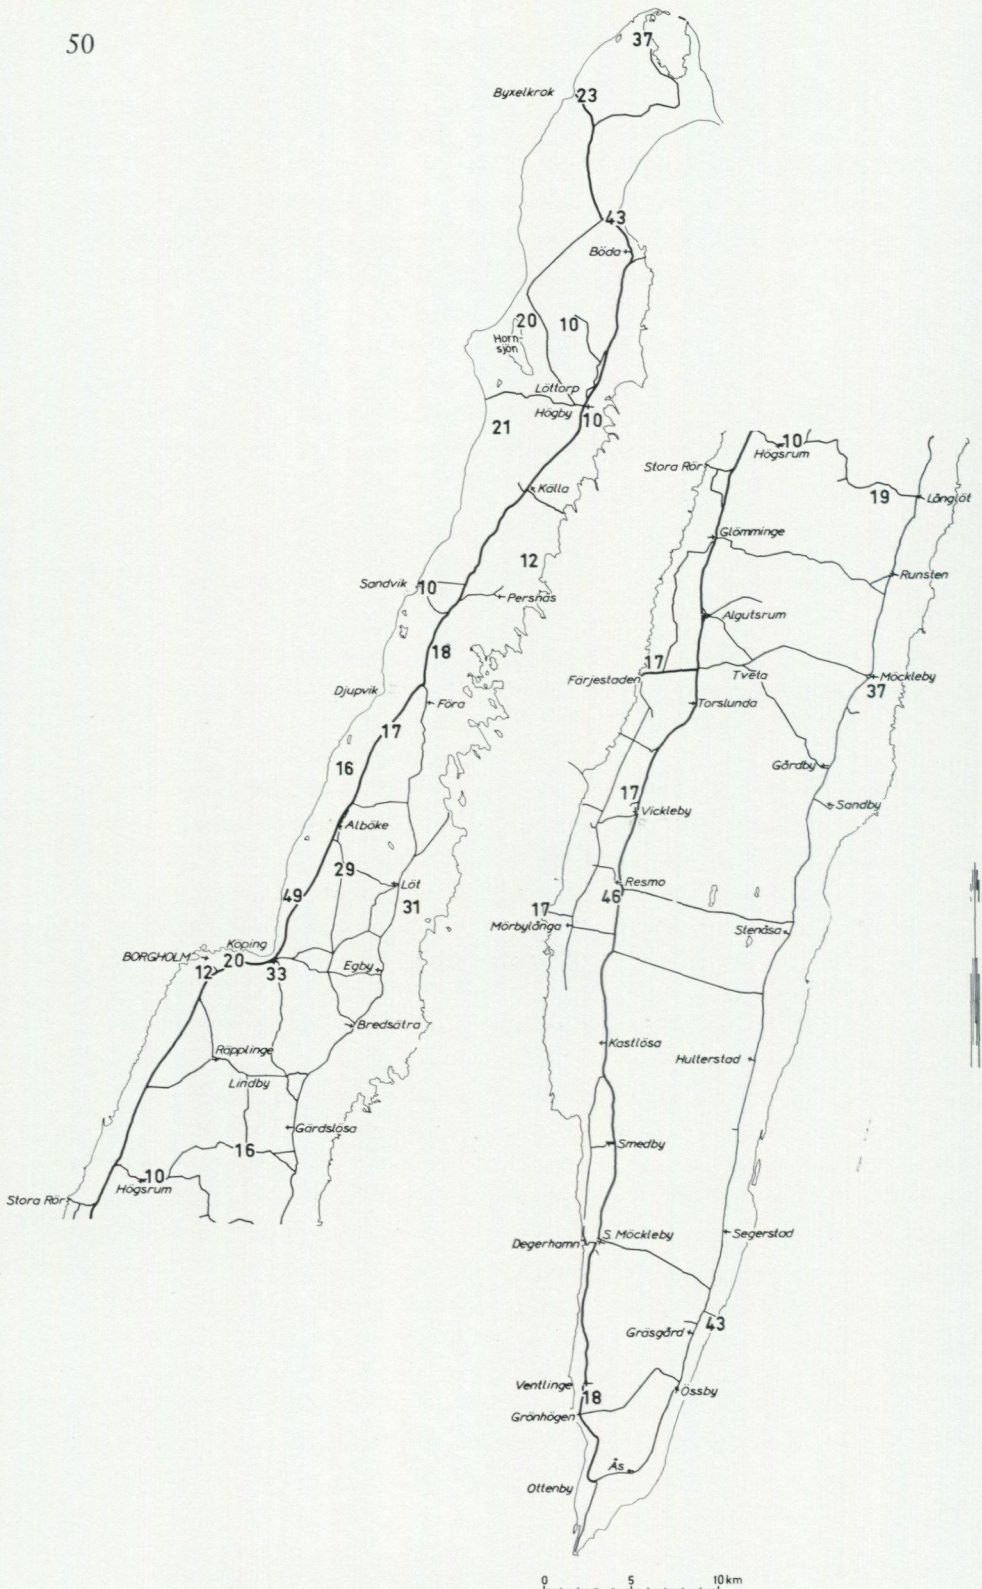 50
37
Byxelkrok
23
43
Böda
20
10
Horn-
sjön
Löttorp
Högby
10
21
Källa
12
Sandvik
10
Persnäs
18
Djupvik
Föra
17
16
Alböke
29
Löt
49
31
Köping
BORGHOLM
20
12
33
Egby
Bredsätra
Räpplinge
Lindby
Gärdslösa
16
10
Högsrum
Stora Rör
10
Högsrum
Stora Rör
19
Långlöt
Glömminge
Runsten
Algutsrum
17
Färjestaden
Tveta
Möckleby
37
Torslunda
Gårdby
17
Vickleby
Sandby
Resmo
46
17
Mörbylånga
Stenåsa
Kastlösa
Hulterstad
Smedby
Degerhamn
S. Möckleby
Segerstad
43
Gräsgård
Ventlinge
18
Össby
Grönhögen
Ås
Ottenby
0 5 10 km